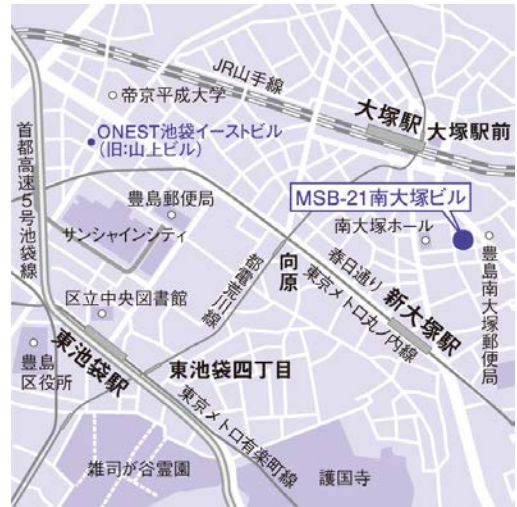 JR山手線
帝京平成大学
大塚駅
大塚駅前
ONEST池袋イーストビル
(旧:山上ビル)
首都高速5号池袋線
豊島郵便局
MSB-21南大塚ビル
サンシャインシティ
南大塚ホール
向原
春日通り
都電荒川線
東京メトロ丸ノ内線
新大塚駅
豊島南大塚郵便局
区立中央図書館
豊島
区役所
東池袋駅
東池袋四丁目
東京メトロ有楽町線
雑司が谷霊園
護国寺